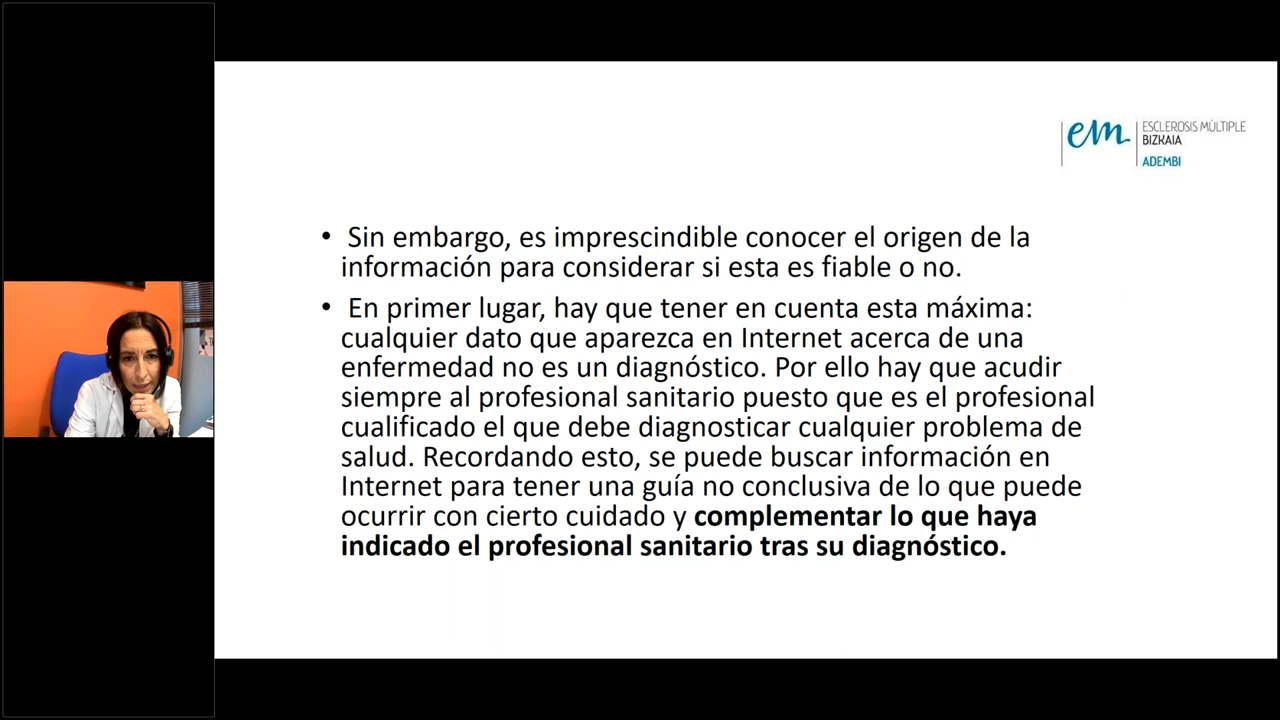 em
ESCLEROSIS MÚLTIPLE
BIZKAIA
ADEMBI
• Sin embargo, es imprescindible conocer el origen de la
información para considerar si esta es fiable o no.
• En primer lugar, hay que tener en cuenta esta máxima:
cualquier dato que aparezca en Internet acerca de una
enfermedad no es un diagnóstico. Por ello hay que acudir
siempre al profesional sanitario puesto que es el profesional
cualificado el que debe diagnosticar cualquier problema de
salud. Recordando esto, se puede buscar información en
Internet para tener una guía no conclusiva de lo que puede
ocurrir con cierto cuidado y complementar lo que haya
indicado el profesional sanitario tras su diagnóstico.